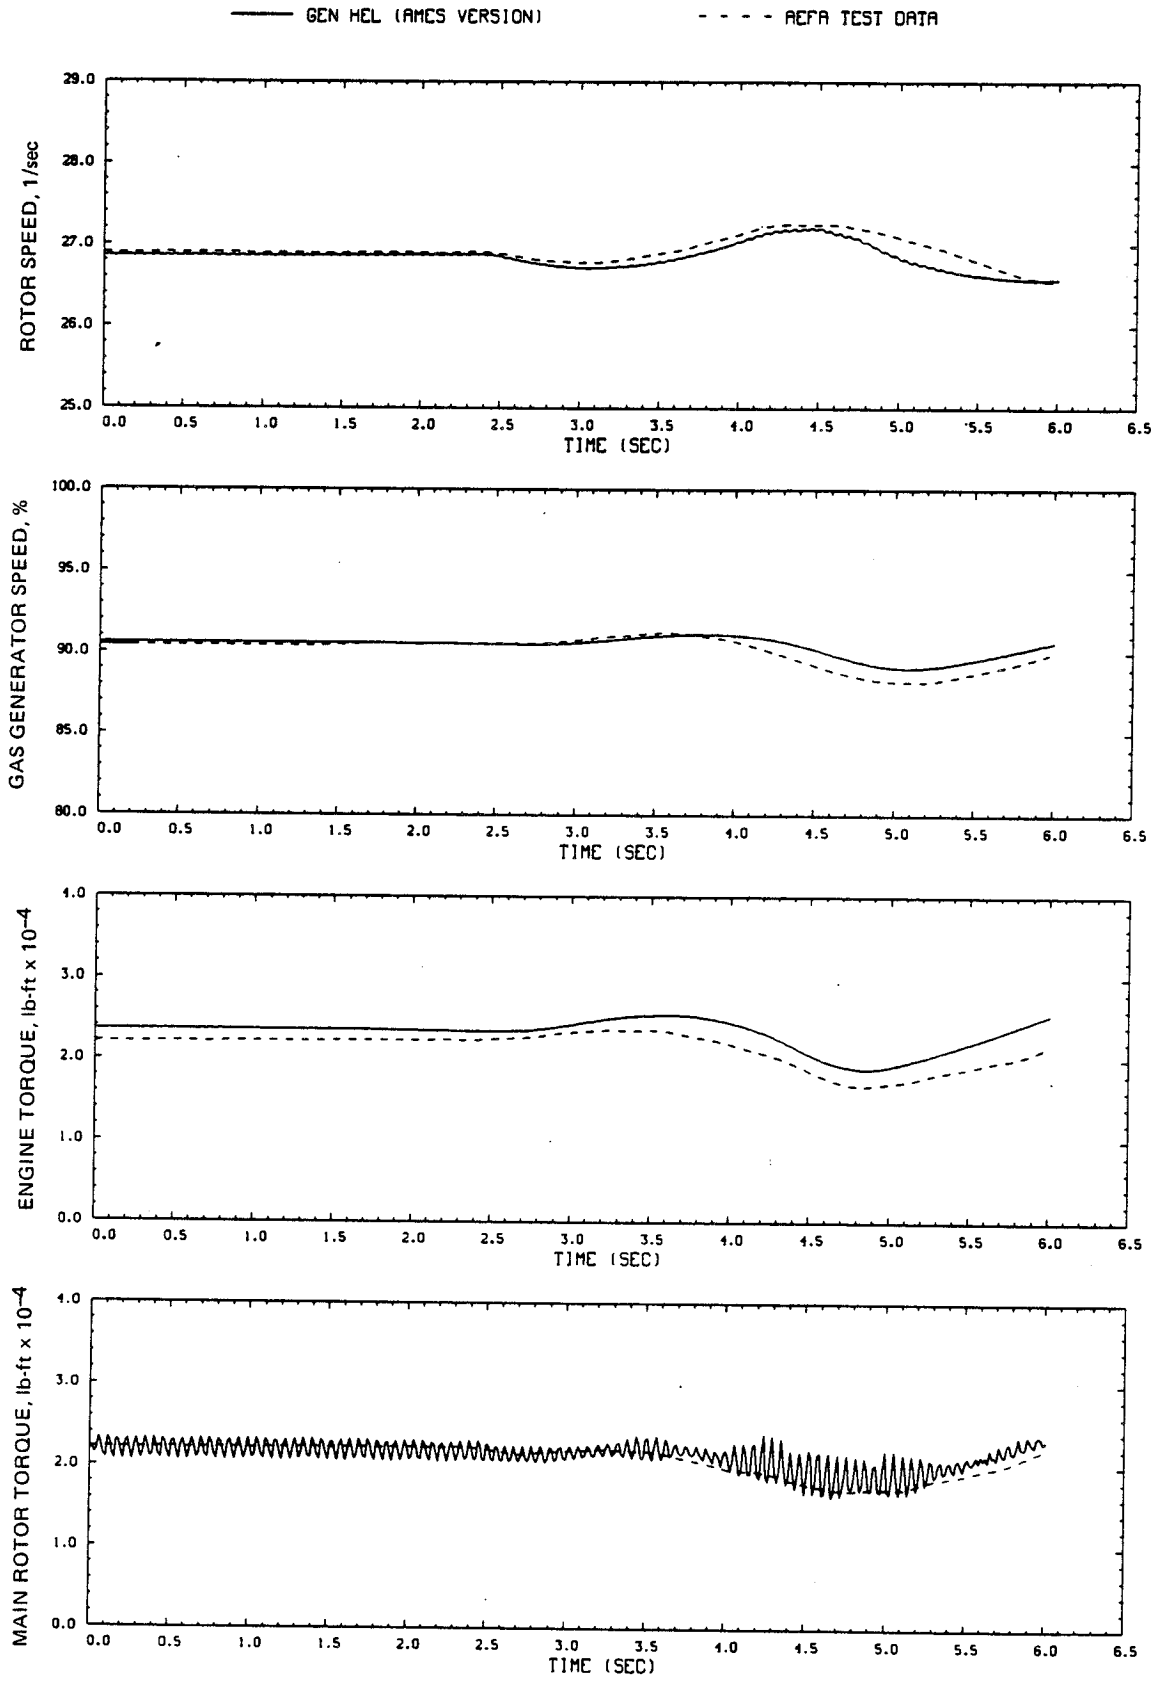 GEN HEL (AMES VERSION) AEFA TEST DATA
29.0
28.0
27.0
26.0
25.0
ROTOR SPEED, 1/sec
0.0 0.5 1.0 1.5 2.0 2.5 3.0 3.5 4.0 4.5 5.0 5.5 6.0 6.5
TIME (SEC)
100.0
95.0
90.0
85.0
80.0
GAS GENERATOR SPEED, %
0.0 0.5 1.0 1.5 2.0 2.5 3.0 3.5 4.0 4.5 5.0 5.5 6.0 6.5
TIME (SEC)
4.0
3.0
2.0
1.0
0.0
ENGINE TORQUE, lb-ft x 10⁻⁴
0.0 0.5 1.0 1.5 2.0 2.5 3.0 3.5 4.0 4.5 5.0 5.5 6.0 6.5
TIME (SEC)
4.0
3.0
2.0
1.0
0.0
MAIN ROTOR TORQUE, lb-ft x 10⁻⁴
0.0 0.5 1.0 1.5 2.0 2.5 3.0 3.5 4.0 4.5 5.0 5.5 6.0 6.5
TIME (SEC)